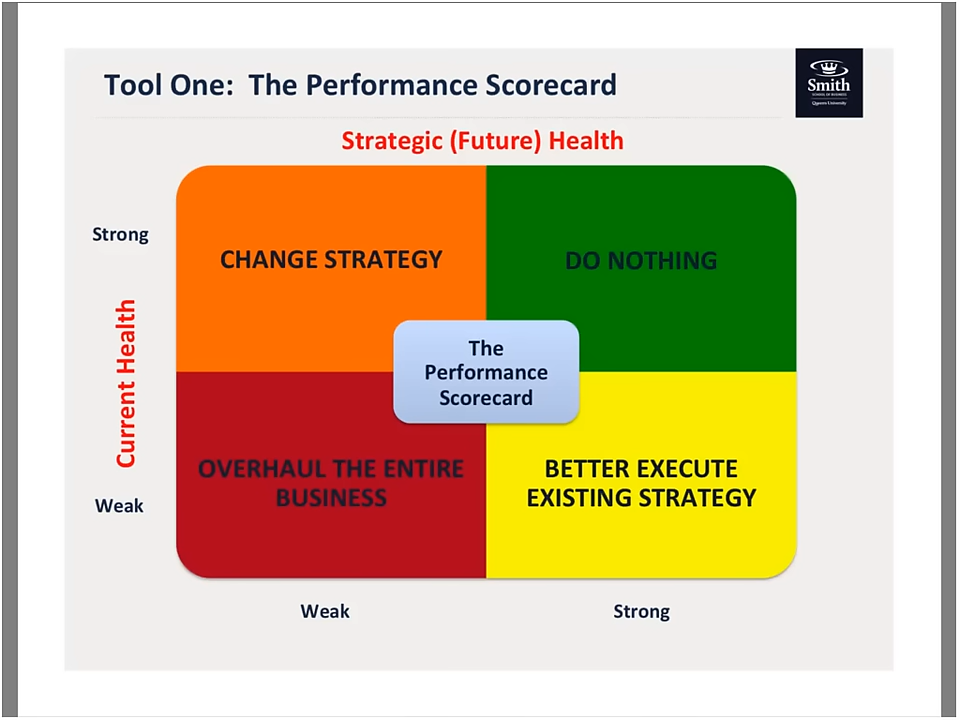 Tool One: The Performance Scorecard
Smith
SCHOOL OF BUSINESS
Queen's University
Strategic (Future) Health
Strong
CHANGE STRATEGY
DO NOTHING
Current Health
The
Performance
Scorecard
OVERHAUL THE ENTIRE
BUSINESS
BETTER EXECUTE
EXISTING STRATEGY
Weak
Weak
Strong